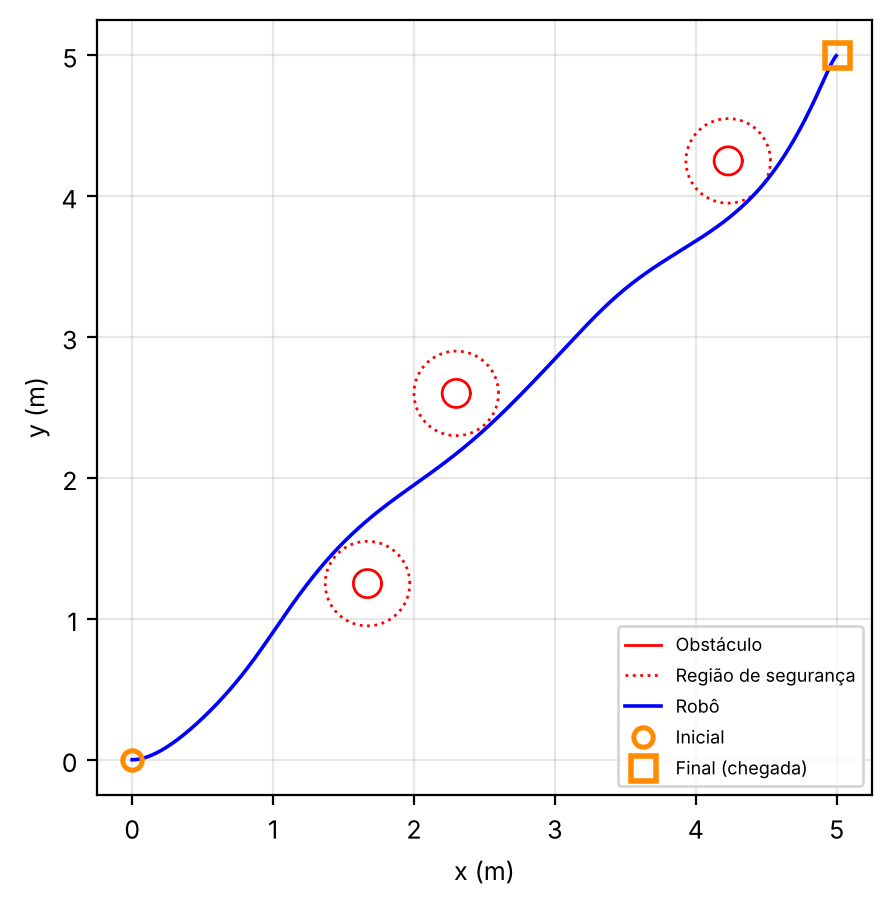 5
4
3
2
1
0
y (m)
0 1 2 3 4 5
x (m)
Obstáculo
Região de segurança
Robô
Inicial
Final (chegada)